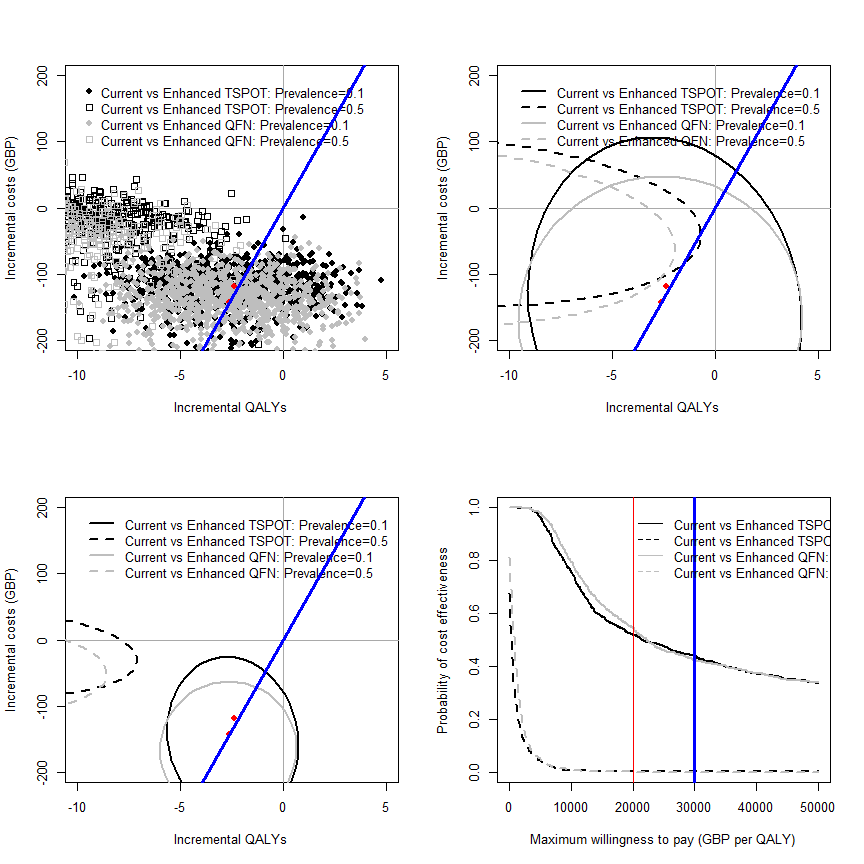 Current vs Enhanced TSPOT: Prevalence=0.1
Current vs Enhanced TSPOT: Prevalence=0.5
Current vs Enhanced QFN: Prevalence=0.1
Current vs Enhanced QFN: Prevalence=0.5
200
100
0
-100
-200
Incremental costs (GBP)
-10 -5 0 5
Incremental QALYs
Current vs Enhanced TSPOT: Prevalence=0.1
Current vs Enhanced TSPOT: Prevalence=0.5
Current vs Enhanced QFN: Prevalence=0.1
Current vs Enhanced QFN: Prevalence=0.5
200
100
0
-100
-200
Incremental costs (GBP)
-10 -5 0 5
Incremental QALYs
Current vs Enhanced TSPOT: Prevalence=0.1
Current vs Enhanced TSPOT: Prevalence=0.5
Current vs Enhanced QFN: Prevalence=0.1
Current vs Enhanced QFN: Prevalence=0.5
200
100
0
-100
-200
Incremental costs (GBP)
-10 -5 0 5
Incremental QALYs
Current vs Enhanced TSPO
Current vs Enhanced TSPO
Current vs Enhanced QFN:
Current vs Enhanced QFN:
1.0
0.8
0.6
0.4
0.2
0.0
Probability of cost effectiveness
0 10000 20000 30000 40000 50000
Maximum willingness to pay (GBP per QALY)